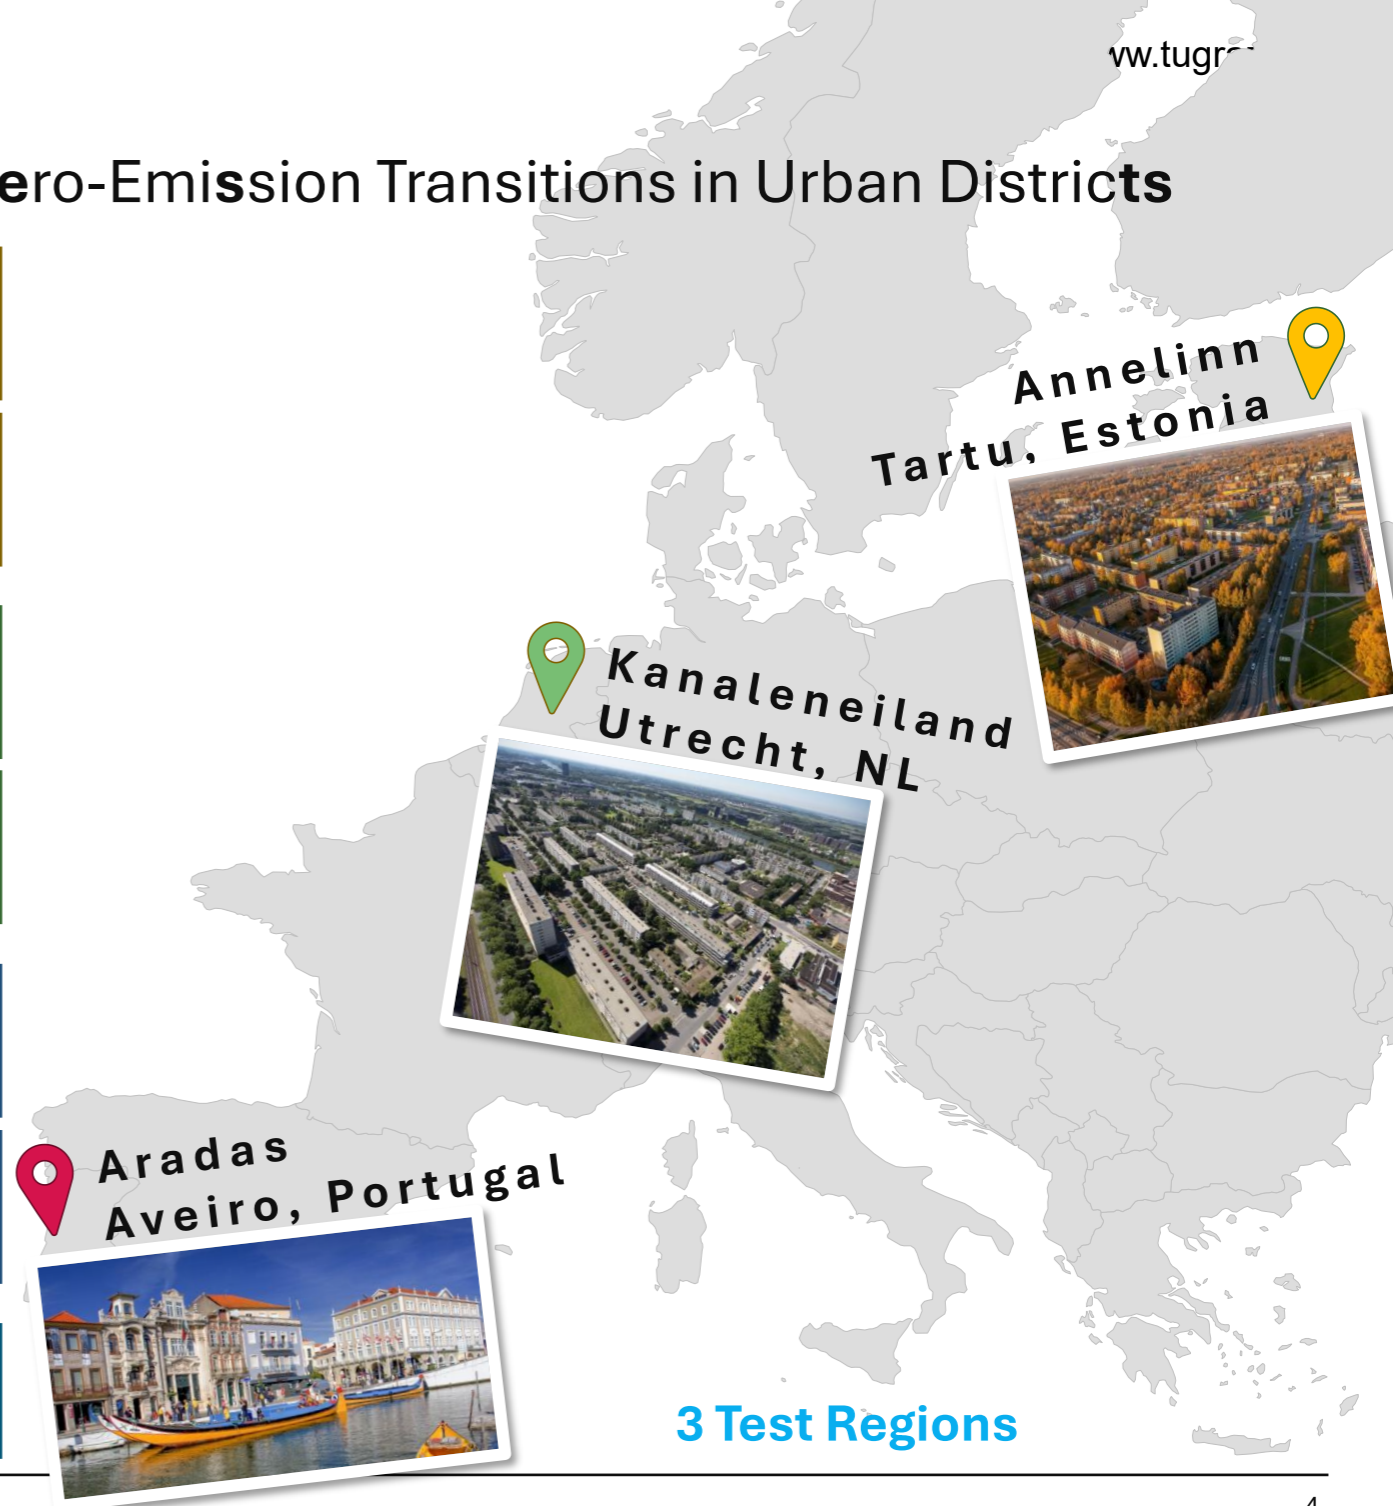 ero-Emission Transitions in Urban Districts
Annelinn
Tartu, Estonia
Kanaleneiland
Utrecht, NL
Aradas
Aveiro, Portugal
3 Test Regions